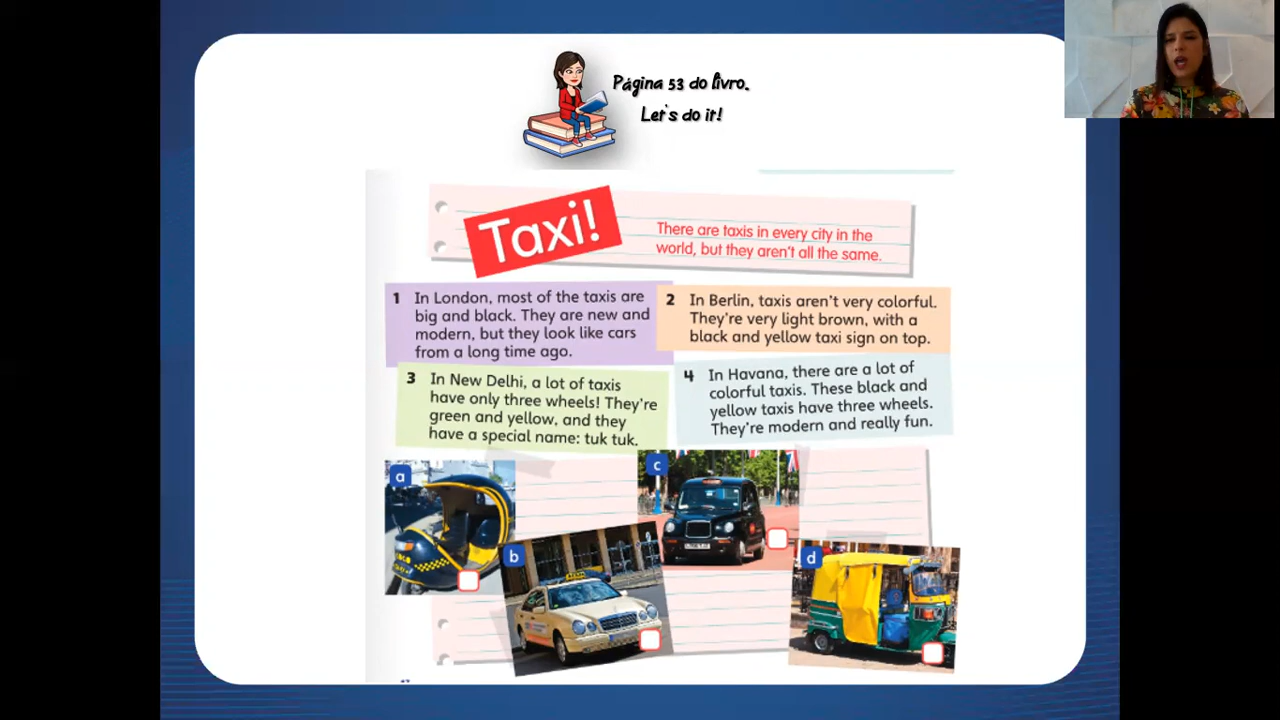 Página 53 do livro.
Let's do it!
Taxi!
There are taxis in every city in the
world, but they aren't all the same.
1 In London, most of the taxis are
big and black. They are new and
modern, but they look like cars
from a long time ago.
2 In Berlin, taxis aren't very colorful.
They're very light brown, with a
black and yellow taxi sign on top.
3 In New Delhi, a lot of taxis
have only three wheels! They're
green and yellow, and they
have a special name: tuk tuk.
4 In Havana, there are a lot of
colorful taxis. These black and
yellow taxis have three wheels.
They're modern and really fun.
a
b
c
d